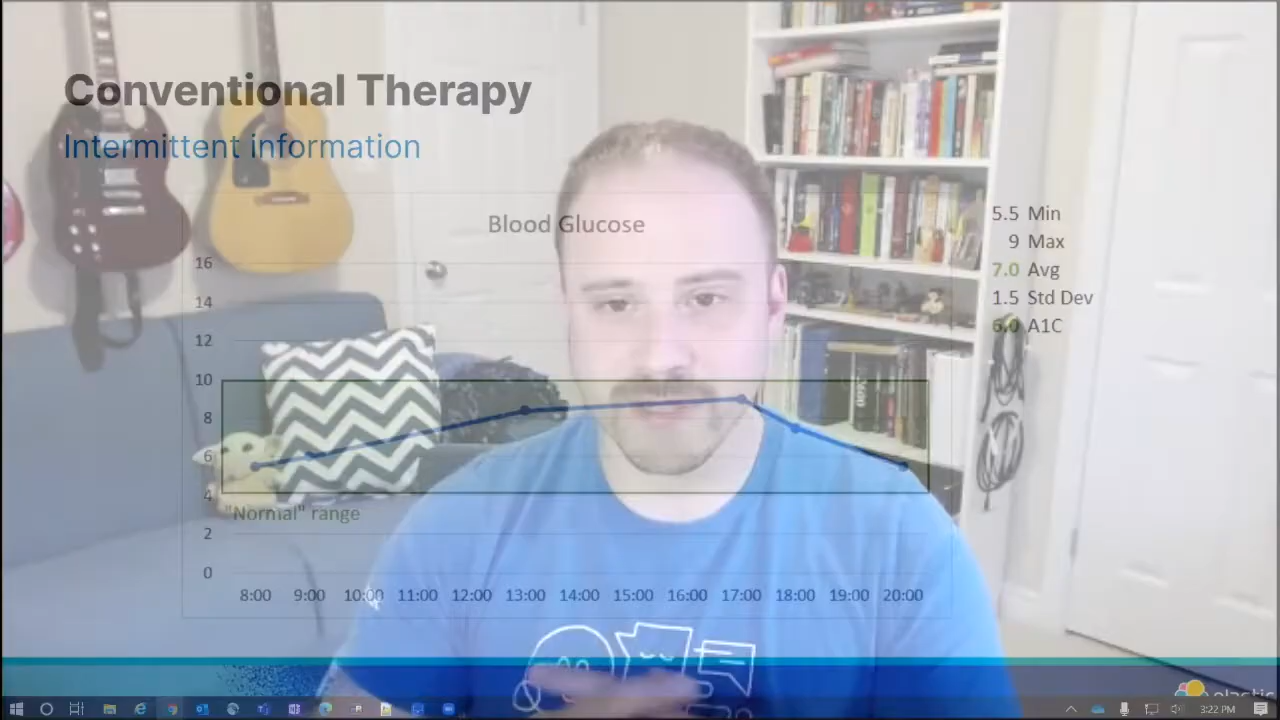 Conventional Therapy
Intermittent information
Blood Glucose
16
14
12
10
8
6
4
2
0
"Normal" range
8:00 9:00 10:00 11:00 12:00 13:00 14:00 15:00 16:00 17:00 18:00 19:00 20:00
5.5 Min
9 Max
7.0 Avg
1.5 Std Dev
6.0 A1C
elastic
3:22 PM